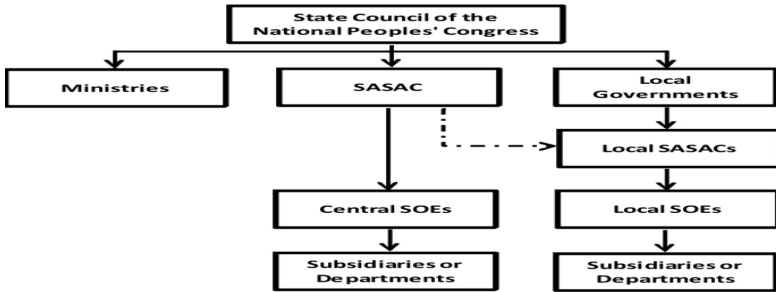 State Council of the
National Peoples' Congress
Ministries
SASAC
Local
Governments
Local SASACs
Central SOEs
Local SOEs
Subsidiaries or
Departments
Subsidiaries or
Departments